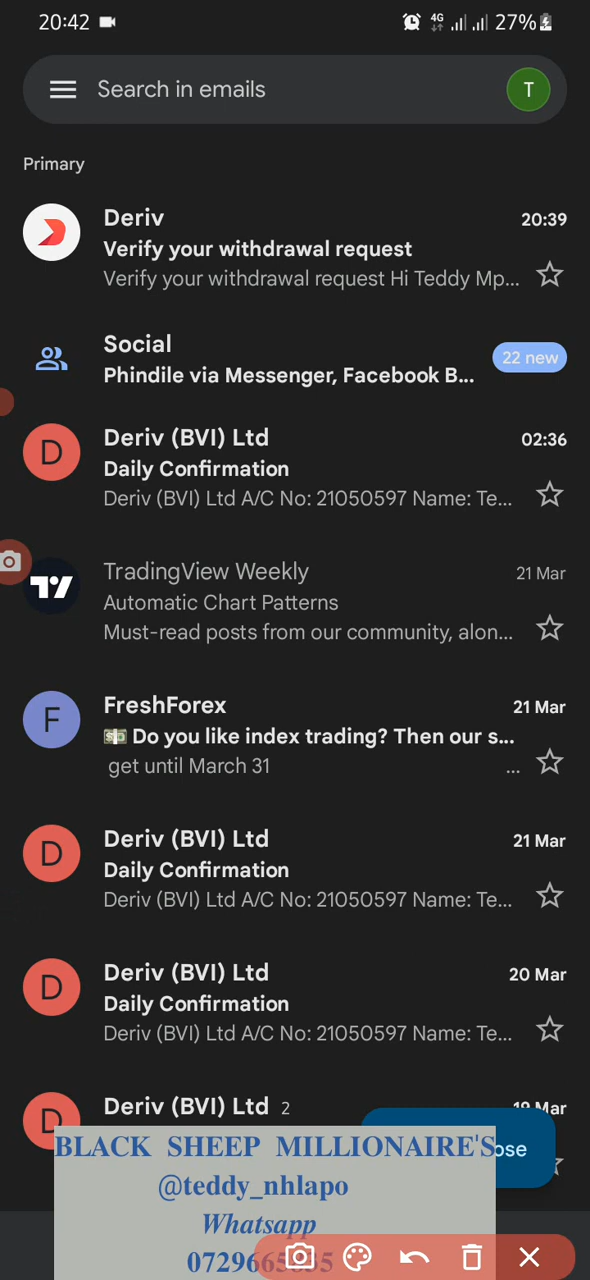 20:42
4G
27%
Search in emails
T
Primary
Deriv
20:39
Verify your withdrawal request
Verify your withdrawal request Hi Teddy Mp...
Social
22 new
Phindile via Messenger, Facebook B...
D
Deriv (BVI) Ltd
02:36
Daily Confirmation
Deriv (BVI) Ltd A/C No: 21050597 Name: Te...
TradingView Weekly
21 Mar
Automatic Chart Patterns
Must-read posts from our community, alon...
F
FreshForex
21 Mar
💵 Do you like index trading? Then our s...
get until March 31 ...
D
Deriv (BVI) Ltd
21 Mar
Daily Confirmation
Deriv (BVI) Ltd A/C No: 21050597 Name: Te...
D
Deriv (BVI) Ltd
20 Mar
Daily Confirmation
Deriv (BVI) Ltd A/C No: 21050597 Name: Te...
D
Deriv (BVI) Ltd 2
19 Mar
BLACK SHEEP MILLIONAIRE'S
ose
@teddy_nhlapo
Whatsapp